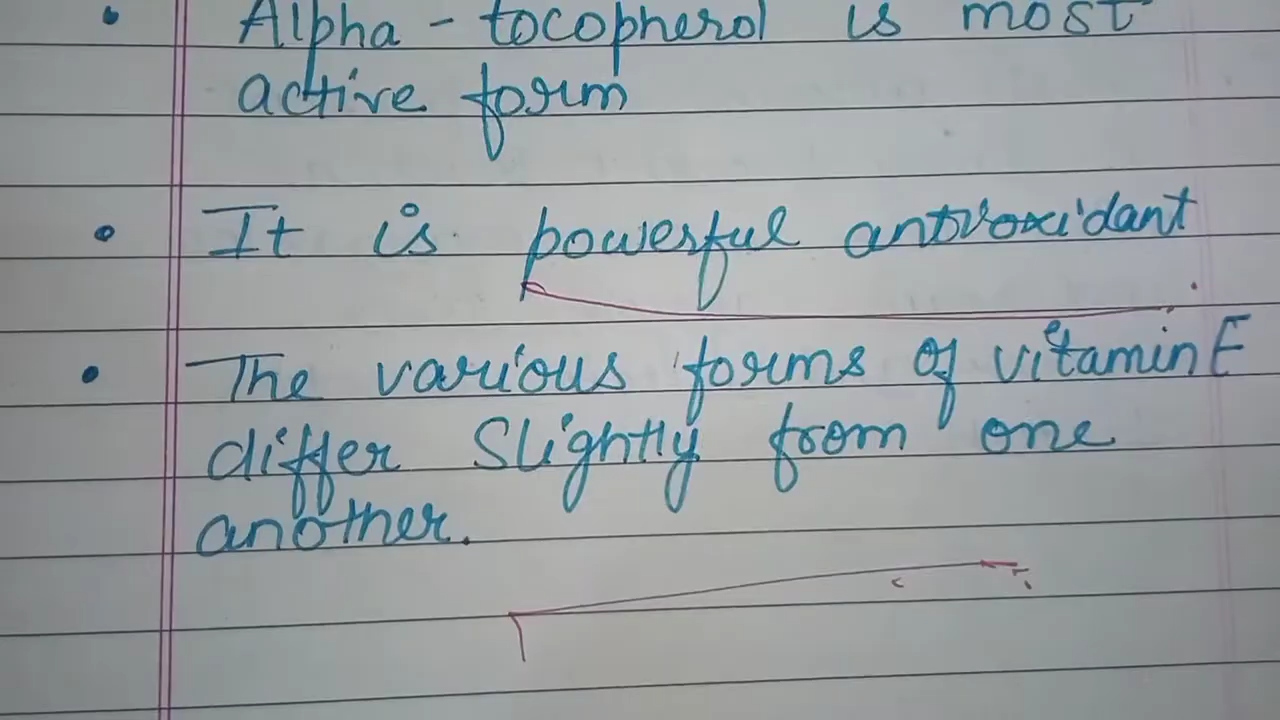 • Alpha - tocopherol is most
active form
• It is powerful antioxidant
• The various forms of vitamin E
differ Slightly from one
another.